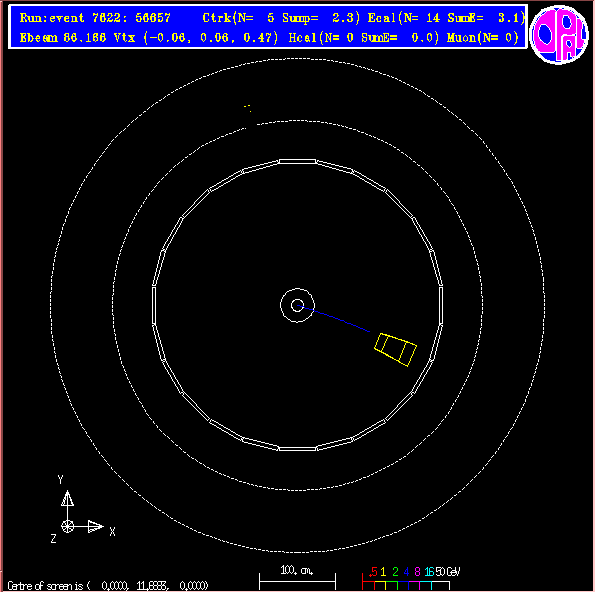 Run:event 7622: 56657 Ctrk(N= 5 Sump= 2.3) Ecal(N= 14 SumE= 3.1)
Ebeam 86.166 Vtx (-0.06, 0.06, 0.47) Hcal(N= 0 SumE= 0.0) Muon(N= 0)
OPAL
Y
X
Z
100. cm.
.5 1 2 4 8 16 50 GeV
Centre of screen is ( 0.0000, 11.6993, 0.0000)